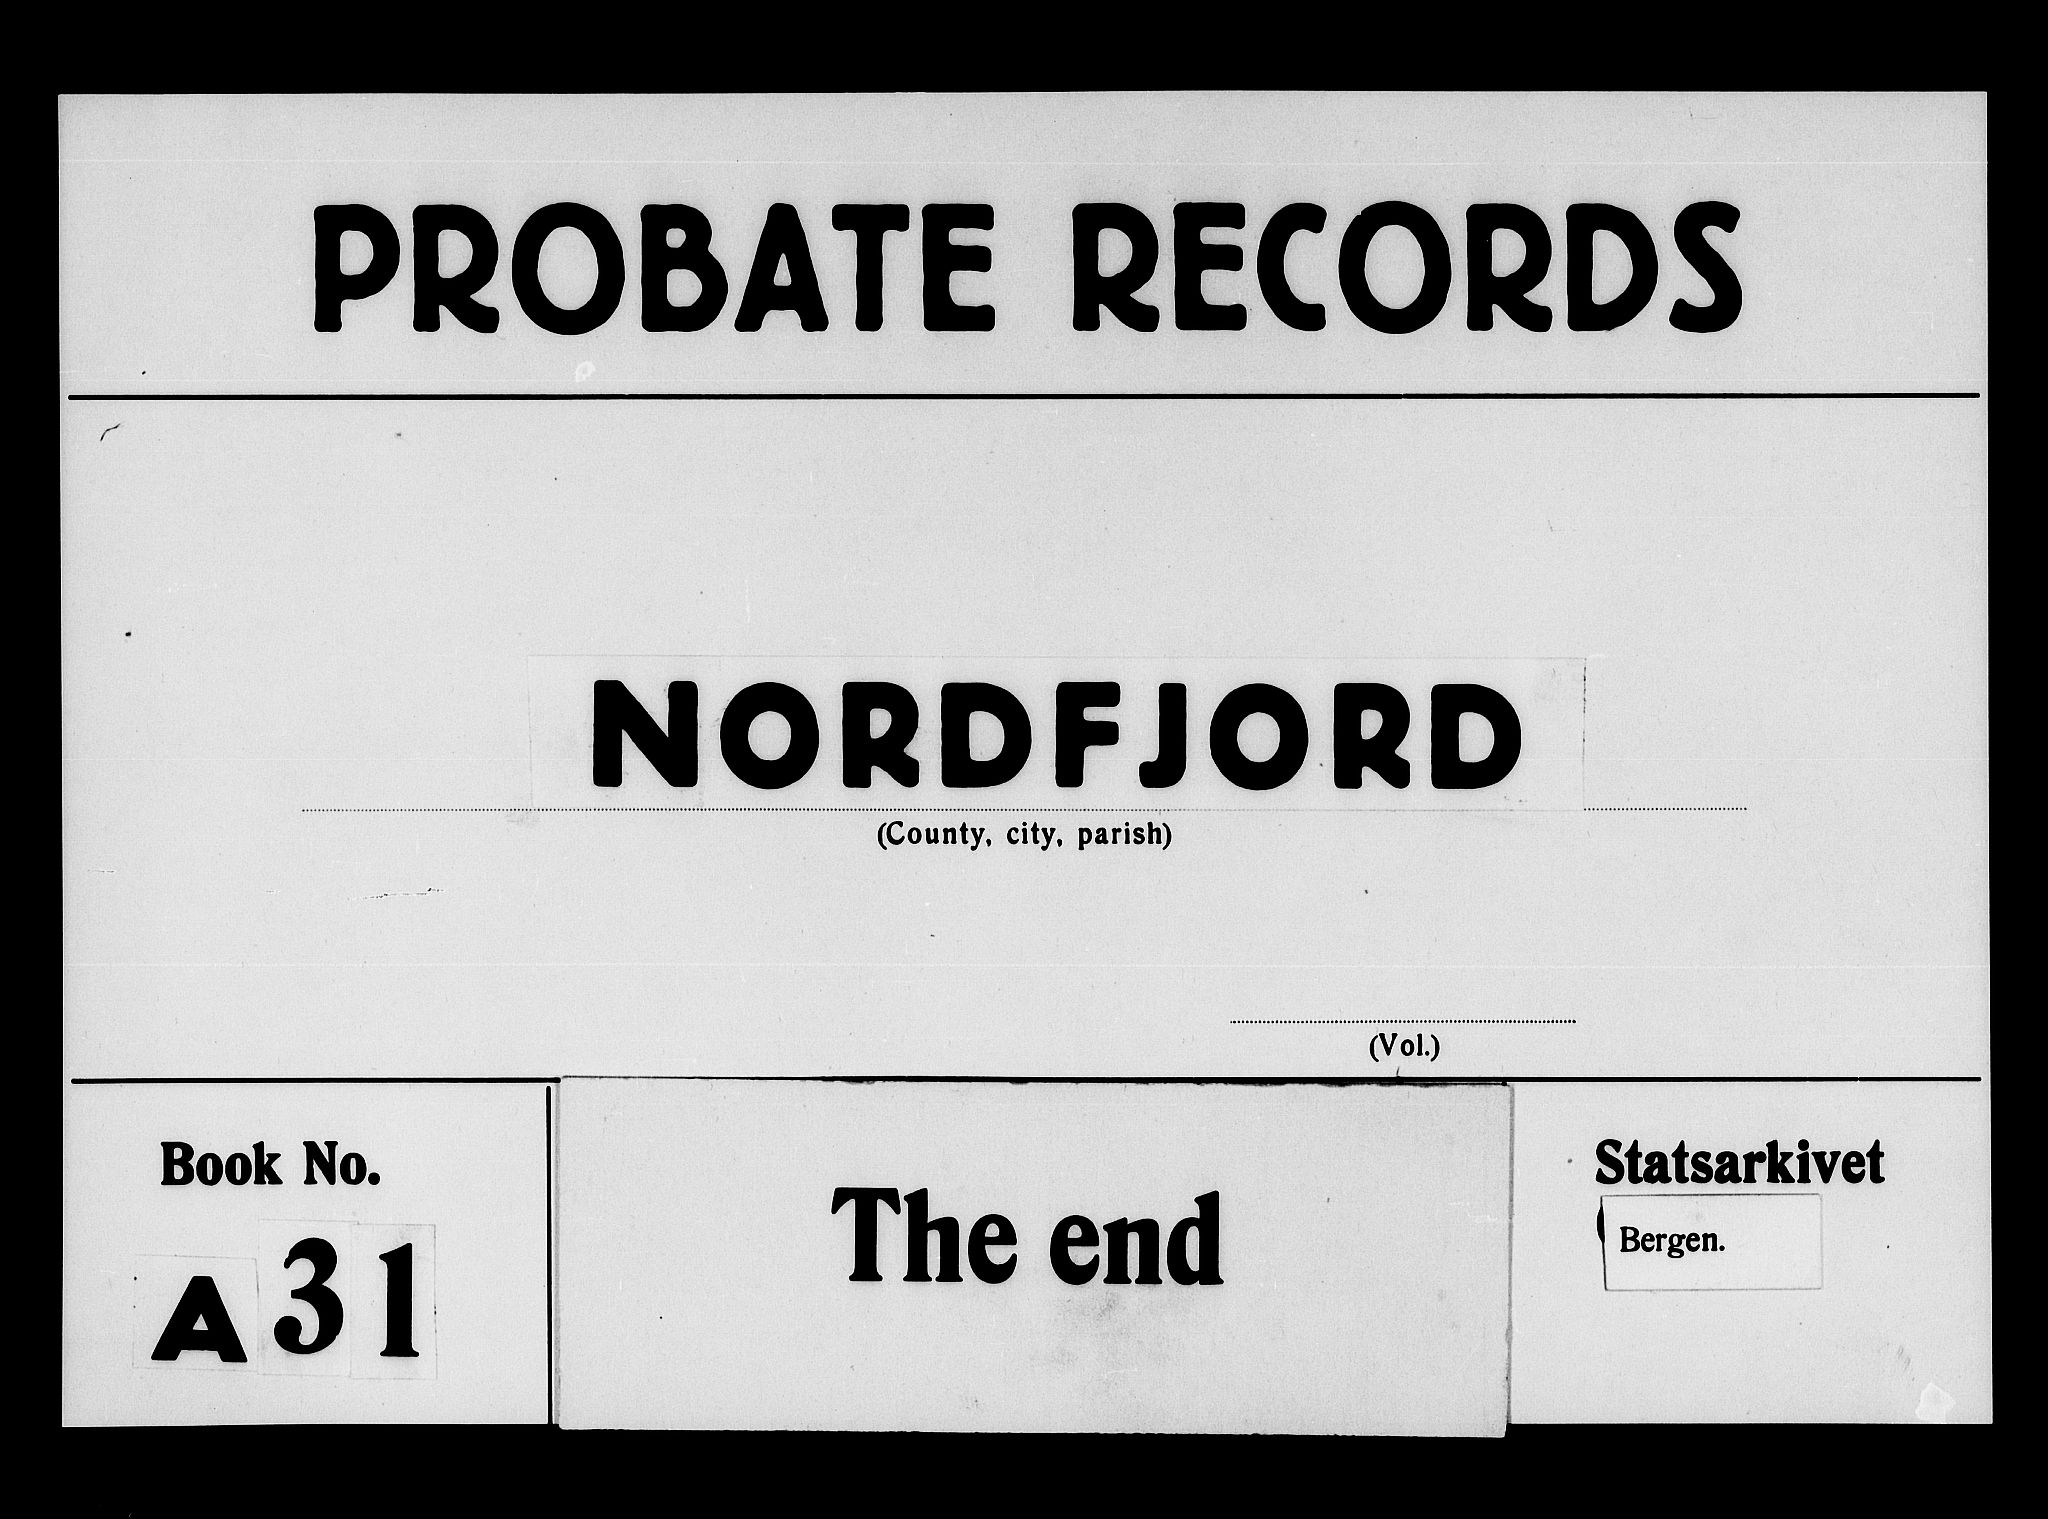 PROBATE RECORDS
NORDFJORD
(County, city, parish)
(Vol.)
Book No.
A 31
The end
Statsarkivet
Bergen.